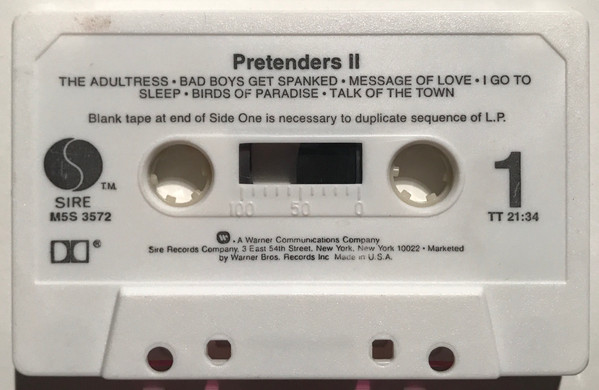 Pretenders II
THE ADULTRESS • BAD BOYS GET SPANKED • MESSAGE OF LOVE • I GO TO
SLEEP • BIRDS OF PARADISE • TALK OF THE TOWN
Blank tape at end of Side One is necessary to duplicate sequence of L.P.
S T.M.
SIRE
M5S 3572
100 50 0
1
TT 21:34
W • A Warner Communications Company
Sire Records Company, 3 East 54th Street, New York, New York 10022 • Marketed
by Warner Bros. Records Inc Made in U.S.A.
®